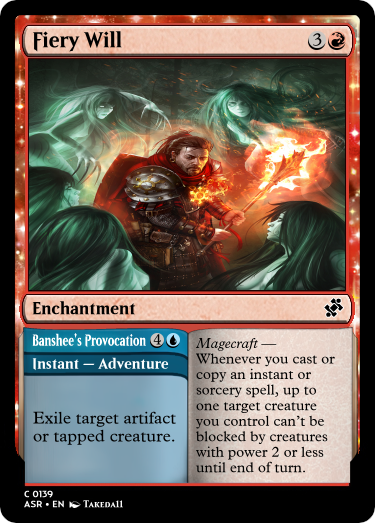 Fiery Will 3
Enchantment
Banshee's Provocation 4
Instant — Adventure
Exile target artifact
or tapped creature.
Magecraft —
Whenever you cast or
copy an instant or
sorcery spell, up to
one target creature
you control can't be
blocked by creatures
with power 2 or less
until end of turn.
C 0139
ASR • EN Takeda11